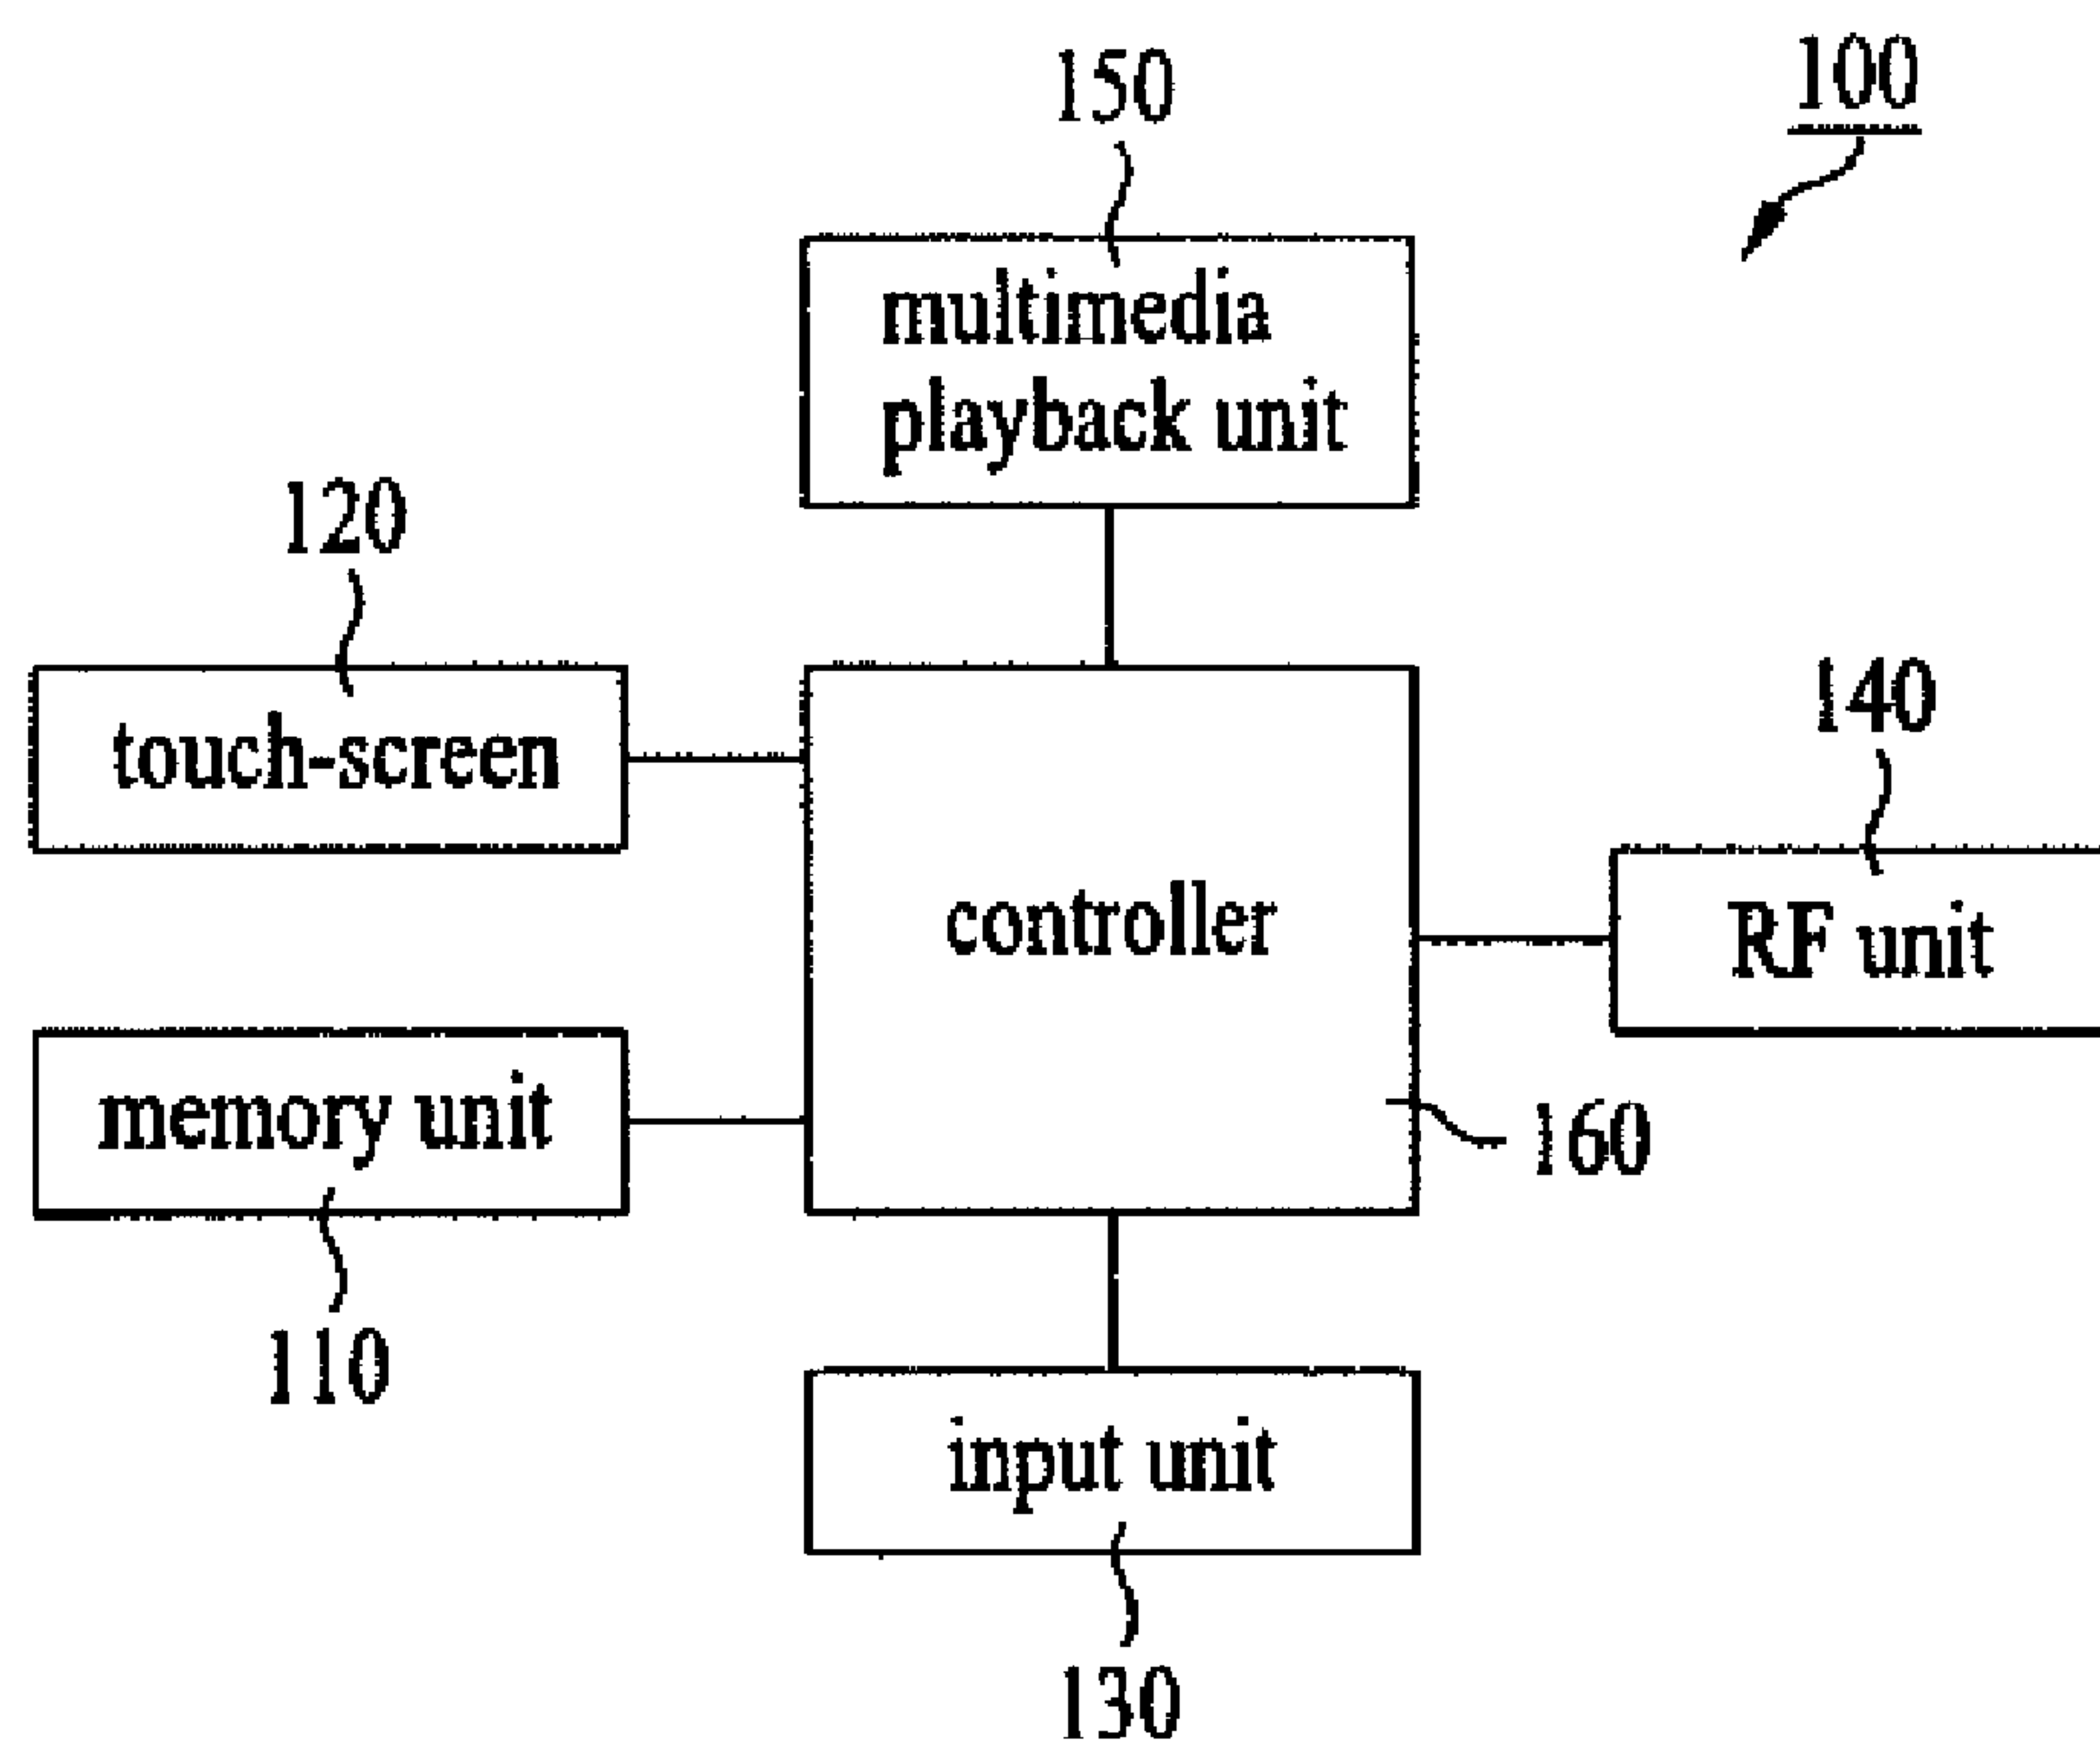 150
100
multimedia
playback unit
120
touch-screen
140
controller
RF unit
memory unit
160
110
input unit
130